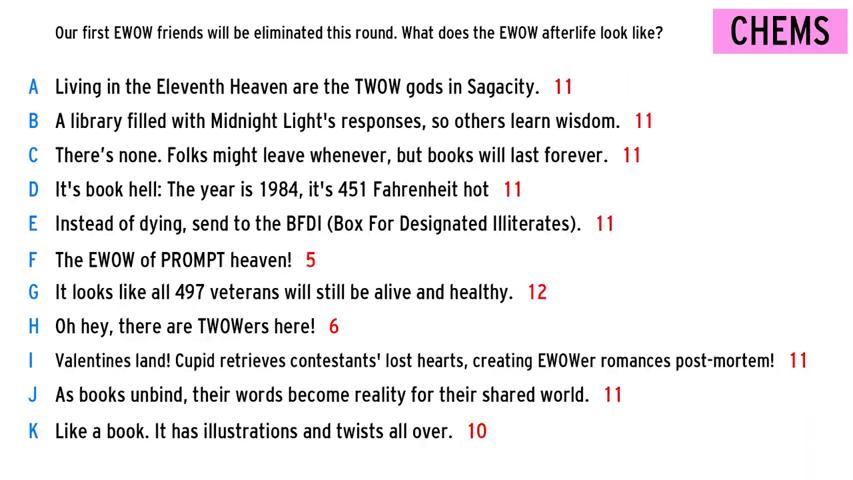 Our first EWOW friends will be eliminated this round. What does the EWOW afterlife look like?
CHEMS
A Living in the Eleventh Heaven are the TWOW gods in Sagacity. 11
B A library filled with Midnight Light's responses, so others learn wisdom. 11
C There’s none. Folks might leave whenever, but books will last forever. 11
D It's book hell: The year is 1984, it's 451 Fahrenheit hot 11
E Instead of dying, send to the BFDI (Box For Designated Illiterates). 11
F The EWOW of PROMPT heaven! 5
G It looks like all 497 veterans will still be alive and healthy. 12
H Oh hey, there are TWOWers here! 6
I Valentines land! Cupid retrieves contestants' lost hearts, creating EWOWer romances post-mortem! 11
J As books unbind, their words become reality for their shared world. 11
K Like a book. It has illustrations and twists all over. 10